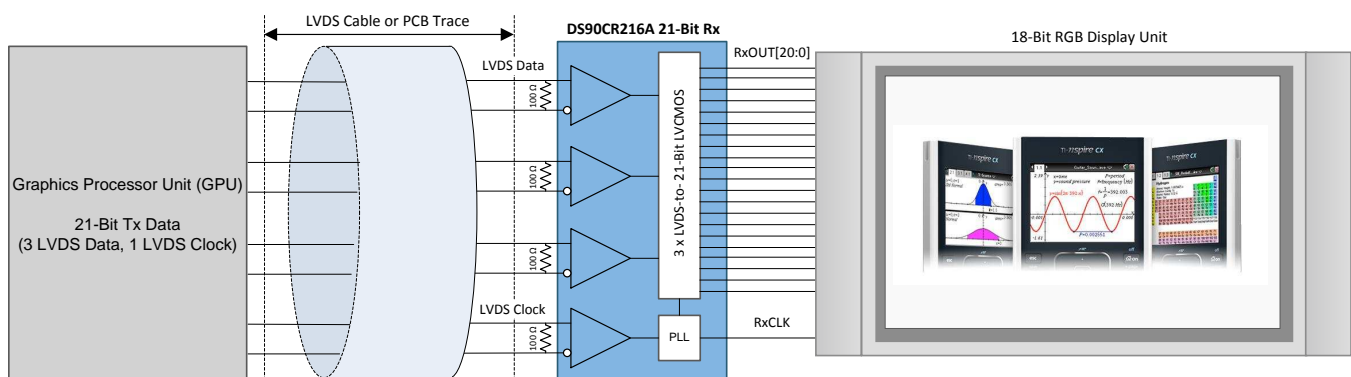 LVDS Cable or PCB Trace
DS90CR216A 21-Bit Rx
18-Bit RGB Display Unit
Graphics Processor Unit (GPU)
21-Bit Tx Data
(3 LVDS Data, 1 LVDS Clock)
LVDS Data
100 Ω
100 Ω
100 Ω
LVDS Clock
100 Ω
3 x LVDS-to- 21-Bit LVCMOS
PLL
RxOUT[20:0]
RxCLK
TI-nspire CX
TI-nspire CX
TI-nspire CX